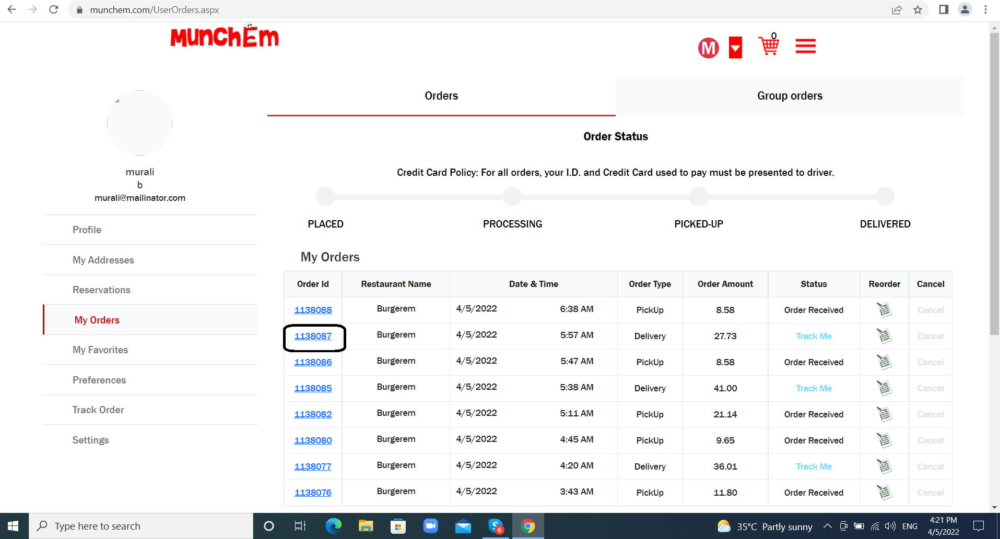 munchem.com/UserOrders.aspx
MUNCHEM
M
0
Orders
Group orders
Order Status
Credit Card Policy: For all orders, your I.D. and Credit Card used to pay must be presented to driver.
PLACED PROCESSING PICKED-UP DELIVERED
murali
b
murali@mailinator.com
Profile
My Addresses
Reservations
My Orders
My Favorites
Preferences
Track Order
Settings
My Orders
Order Id Restaurant Name Date & Time Order Type Order Amount Status Reorder Cancel
1138088 Burgerem 4/5/2022 6:38 AM PickUp 8.58 Order Received Cancel
1138087 Burgerem 4/5/2022 5:57 AM Delivery 27.73 Track Me Cancel
1138086 Burgerem 4/5/2022 5:47 AM PickUp 8.58 Order Received Cancel
1138085 Burgerem 4/5/2022 5:38 AM Delivery 41.00 Track Me Cancel
1138082 Burgerem 4/5/2022 5:11 AM PickUp 21.14 Order Received Cancel
1138080 Burgerem 4/5/2022 4:45 AM PickUp 9.65 Order Received Cancel
1138077 Burgerem 4/5/2022 4:20 AM Delivery 36.01 Track Me Cancel
1138076 Burgerem 4/5/2022 3:43 AM PickUp 11.80 Order Received Cancel
Type here to search
S
6
35°C Partly sunny
ENG
4:21 PM
4/5/2022